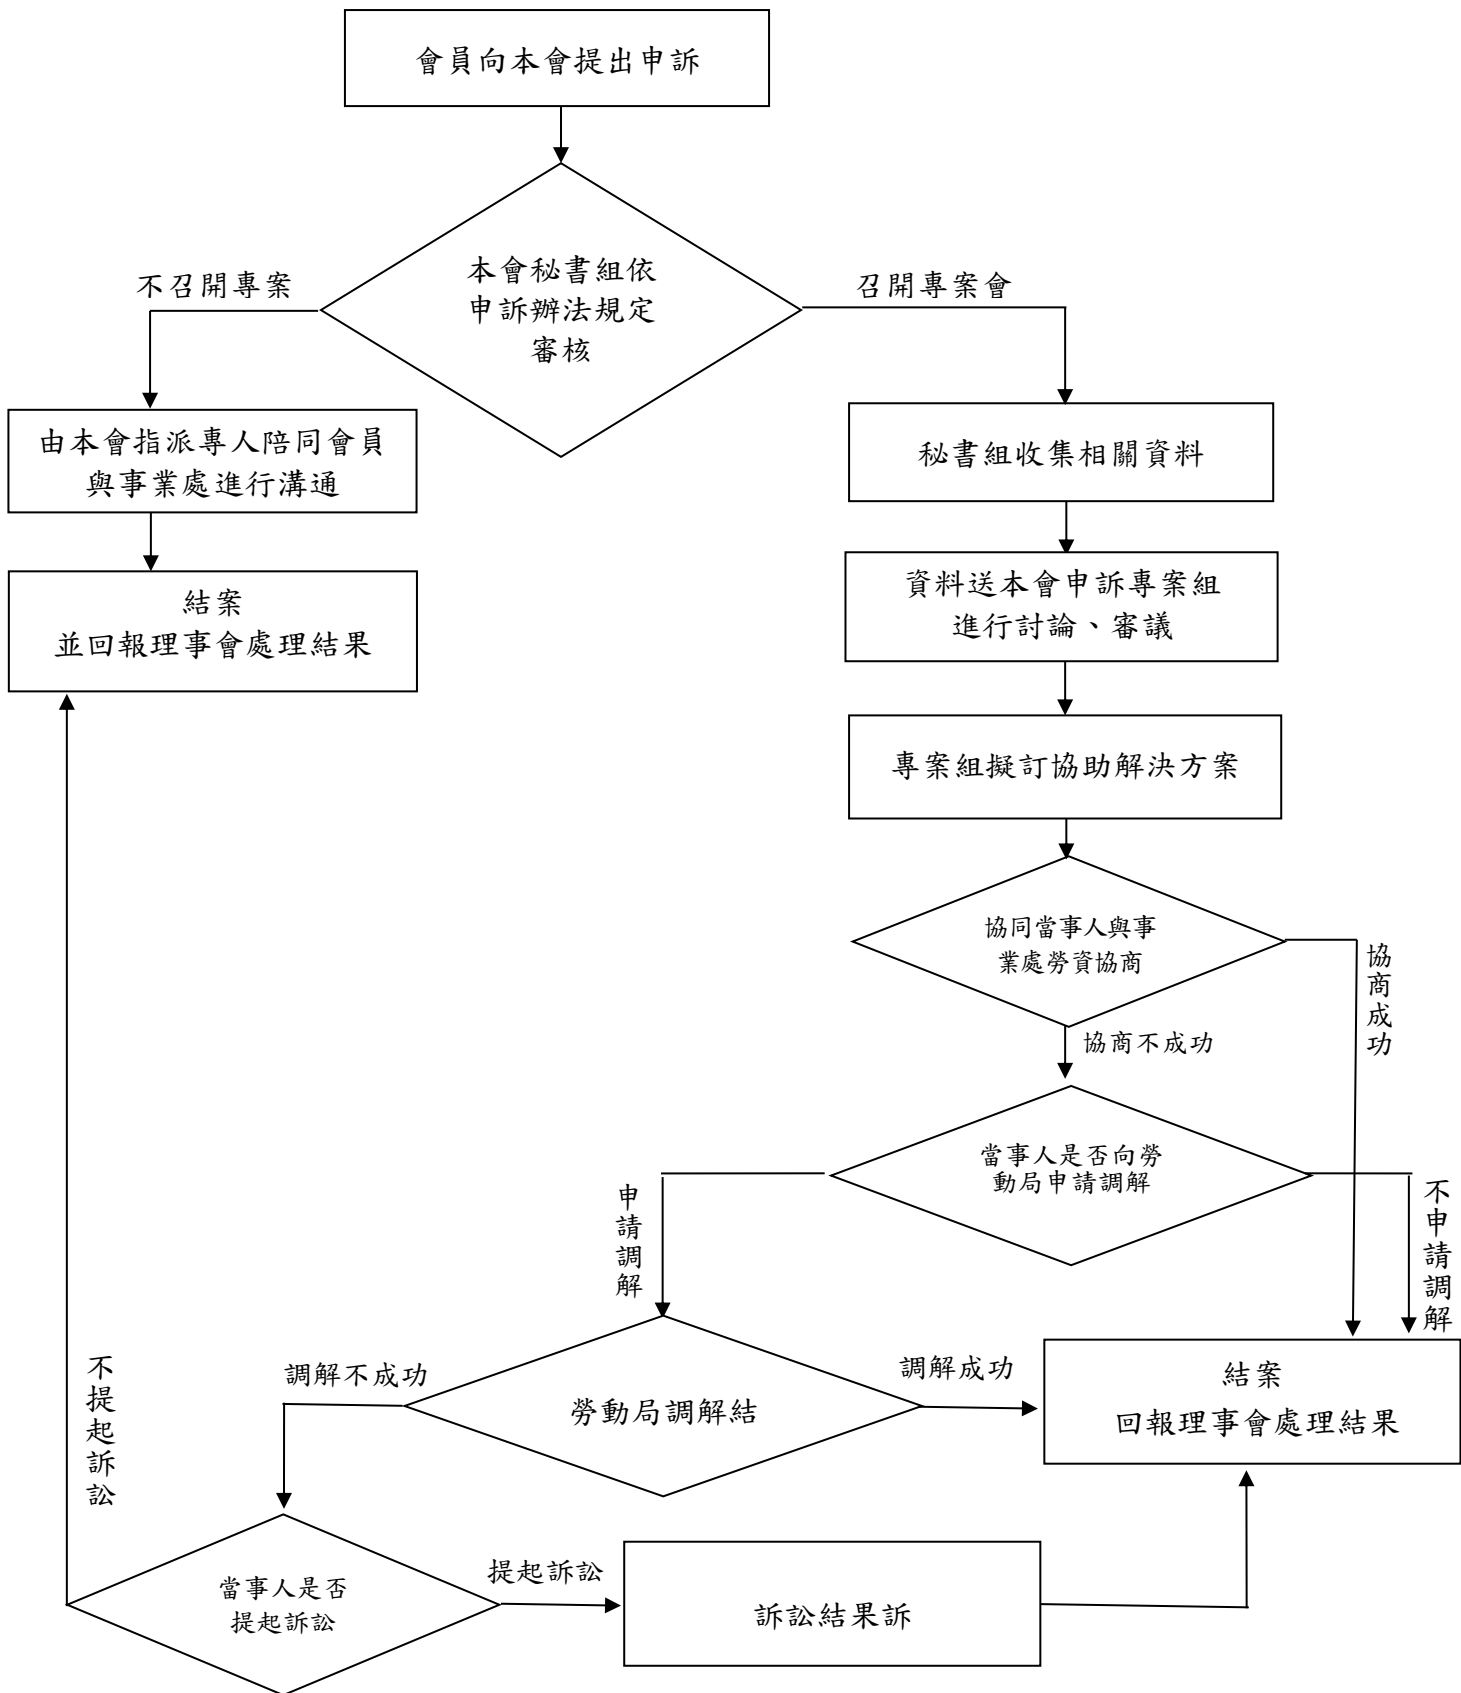 會員向本會提出申訴
本會秘書組依
申訴辦法規定
審核
不召開專案
召開專案會
由本會指派專人陪同會員
與事業處進行溝通
結案
並回報理事會處理結果
秘書組收集相關資料
資料送本會申訴專案組
進行討論、審議
專案組擬訂協助解決方案
協同當事人與事
業處勞資協商
協商成功
協商不成功
當事人是否向勞
動局申請調解
申請調解
不申請調解
勞動局調解結
調解不成功
調解成功
結案
回報理事會處理結果
不提起訴訟
當事人是否
提起訴訟
提起訴訟
訴訟結果訴